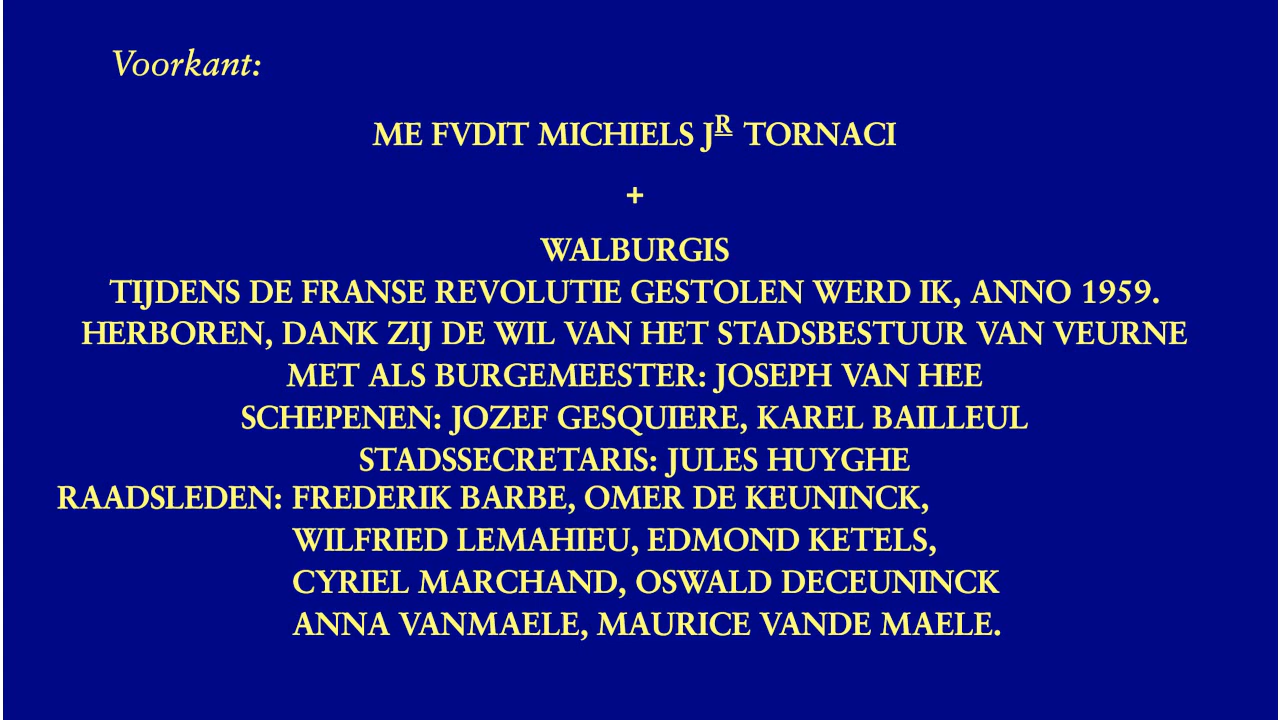 Voorkant:
ME FVDIT MICHIELS JR TORNACI
+
WALBURGIS
TIJDENS DE FRANSE REVOLUTIE GESTOLEN WERD IK, ANNO 1959.
HERBOREN, DANK ZIJ DE WIL VAN HET STADSBESTUUR VAN VEURNE
MET ALS BURGEMEESTER: JOSEPH VAN HEE
SCHEPENEN: JOZEF GESQUIERE, KAREL BAILLEUL
STADSSECRETARIS: JULES HUYGHE
RAADSLEDEN: FREDERIK BARBE, OMER DE KEUNINCK,
WILFRIED LEMAHIEU, EDMOND KETELS,
CYRIEL MARCHAND, OSWALD DECEUNINCK
ANNA VANMAELE, MAURICE VANDE MAELE.